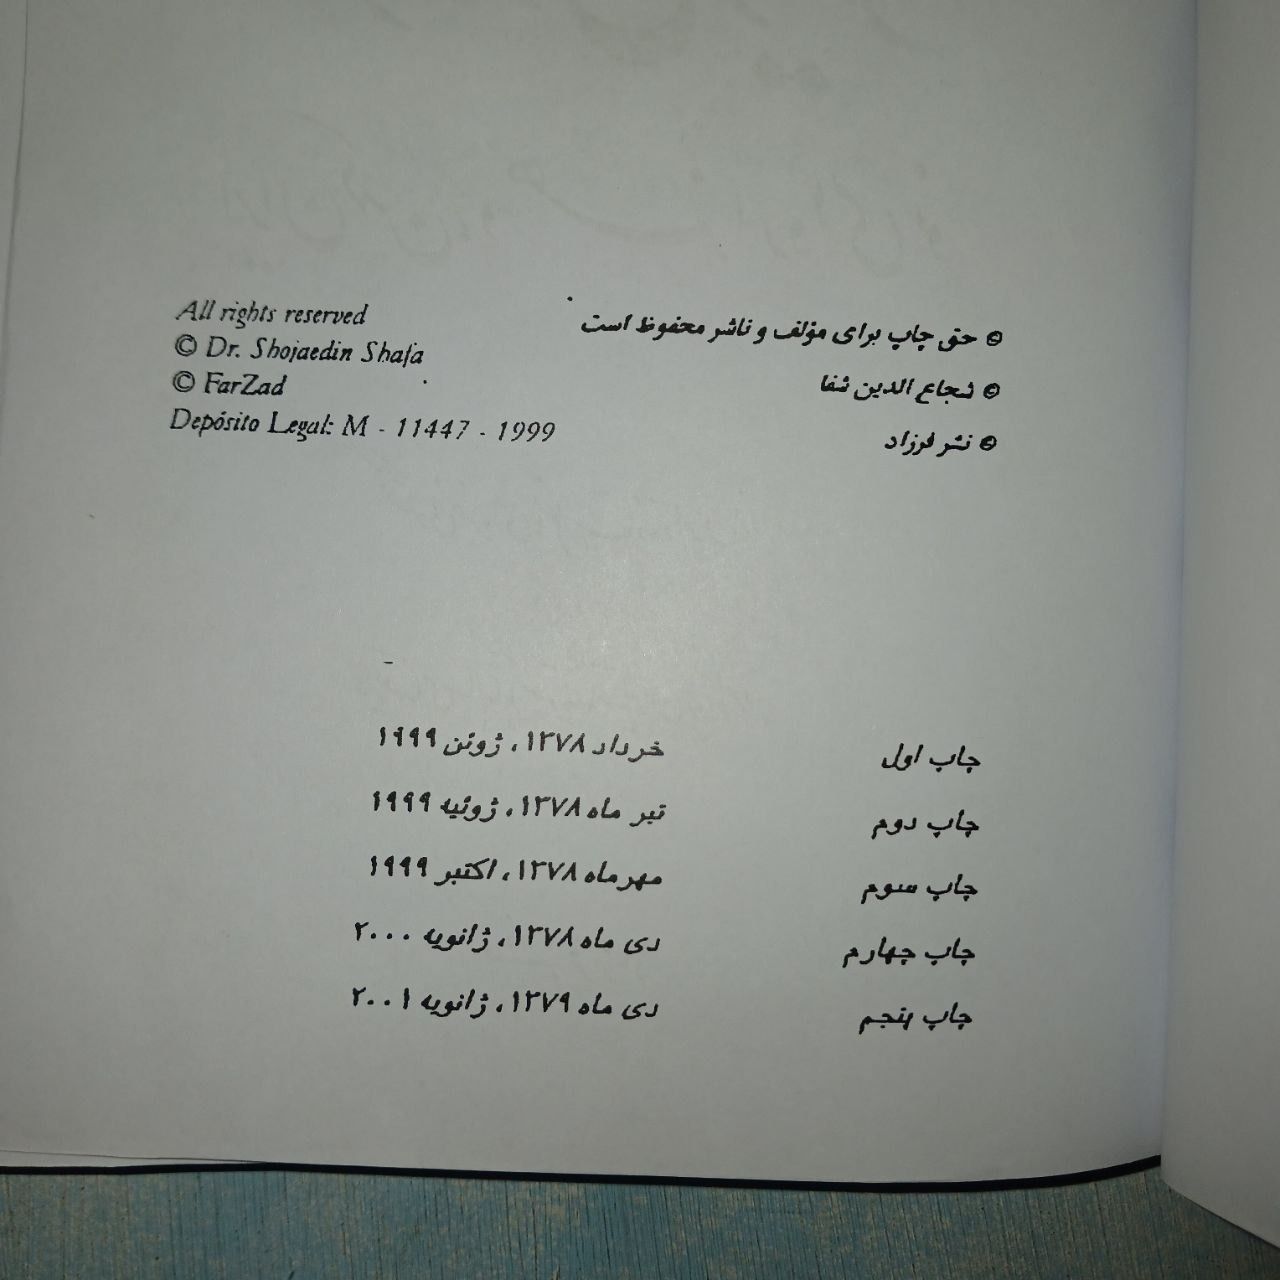 All rights reserved
© Dr. Shojaedin Shafa
© FarZad
Depósito Legal: M - 11447 - 1999
© حق چاپ برای مؤلف و ناشر محفوظ است
© شجاع الدین شفا
© نشر فرزاد
چاپ اول خرداد ۱۳۷۸، ژوئن ۱۹۹۹
چاپ دوم تیر ماه ۱۳۷۸، ژوئیه ۱۹۹۹
چاپ سوم مهرماه ۱۳۷۸، اکتبر ۱۹۹۹
چاپ چهارم دی ماه ۱۳۷۸، ژانویه ۲۰۰۰
چاپ پنجم دی ماه ۱۳۷۹، ژانویه ۲۰۰۱